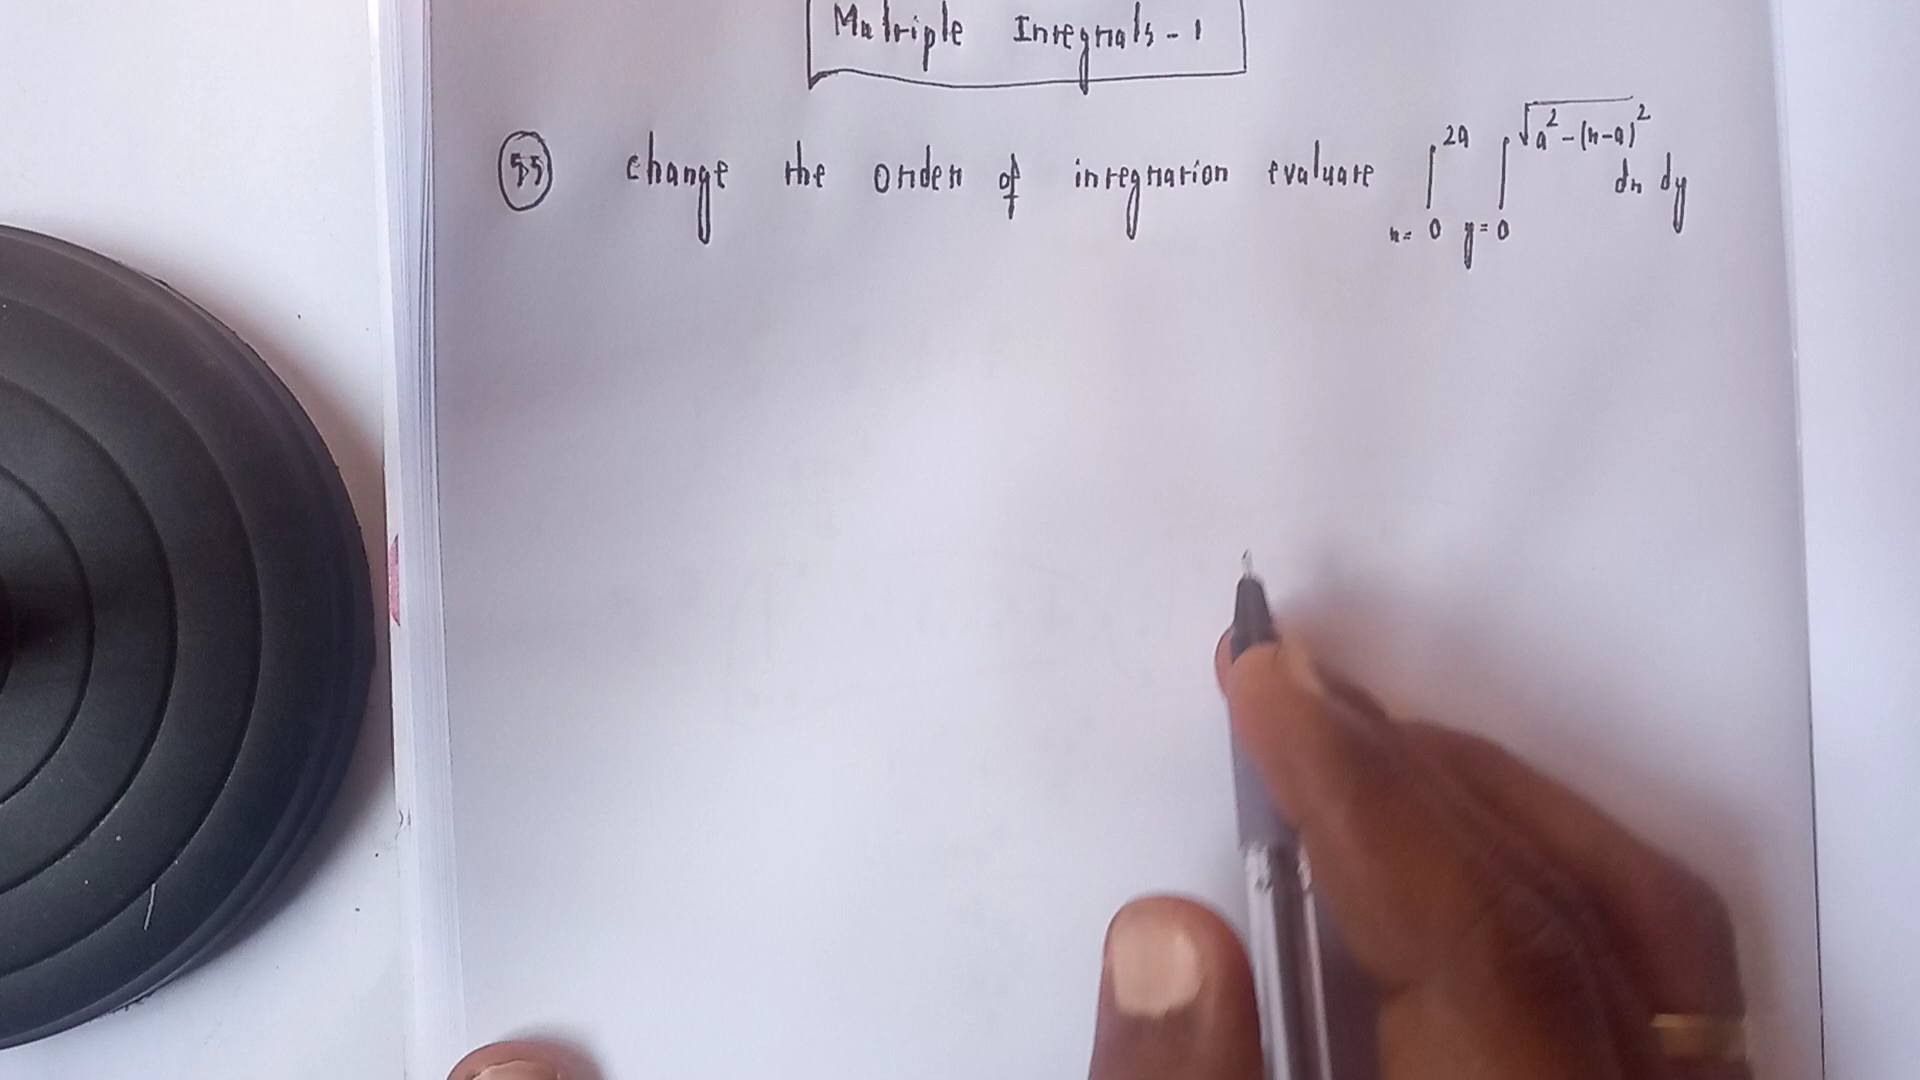 Multiple Integrals - 1
55 change the order of integration evaluate ∫_{x=0}^{2a} ∫_{y=0}^{√a²-(x-a)²} dx dy